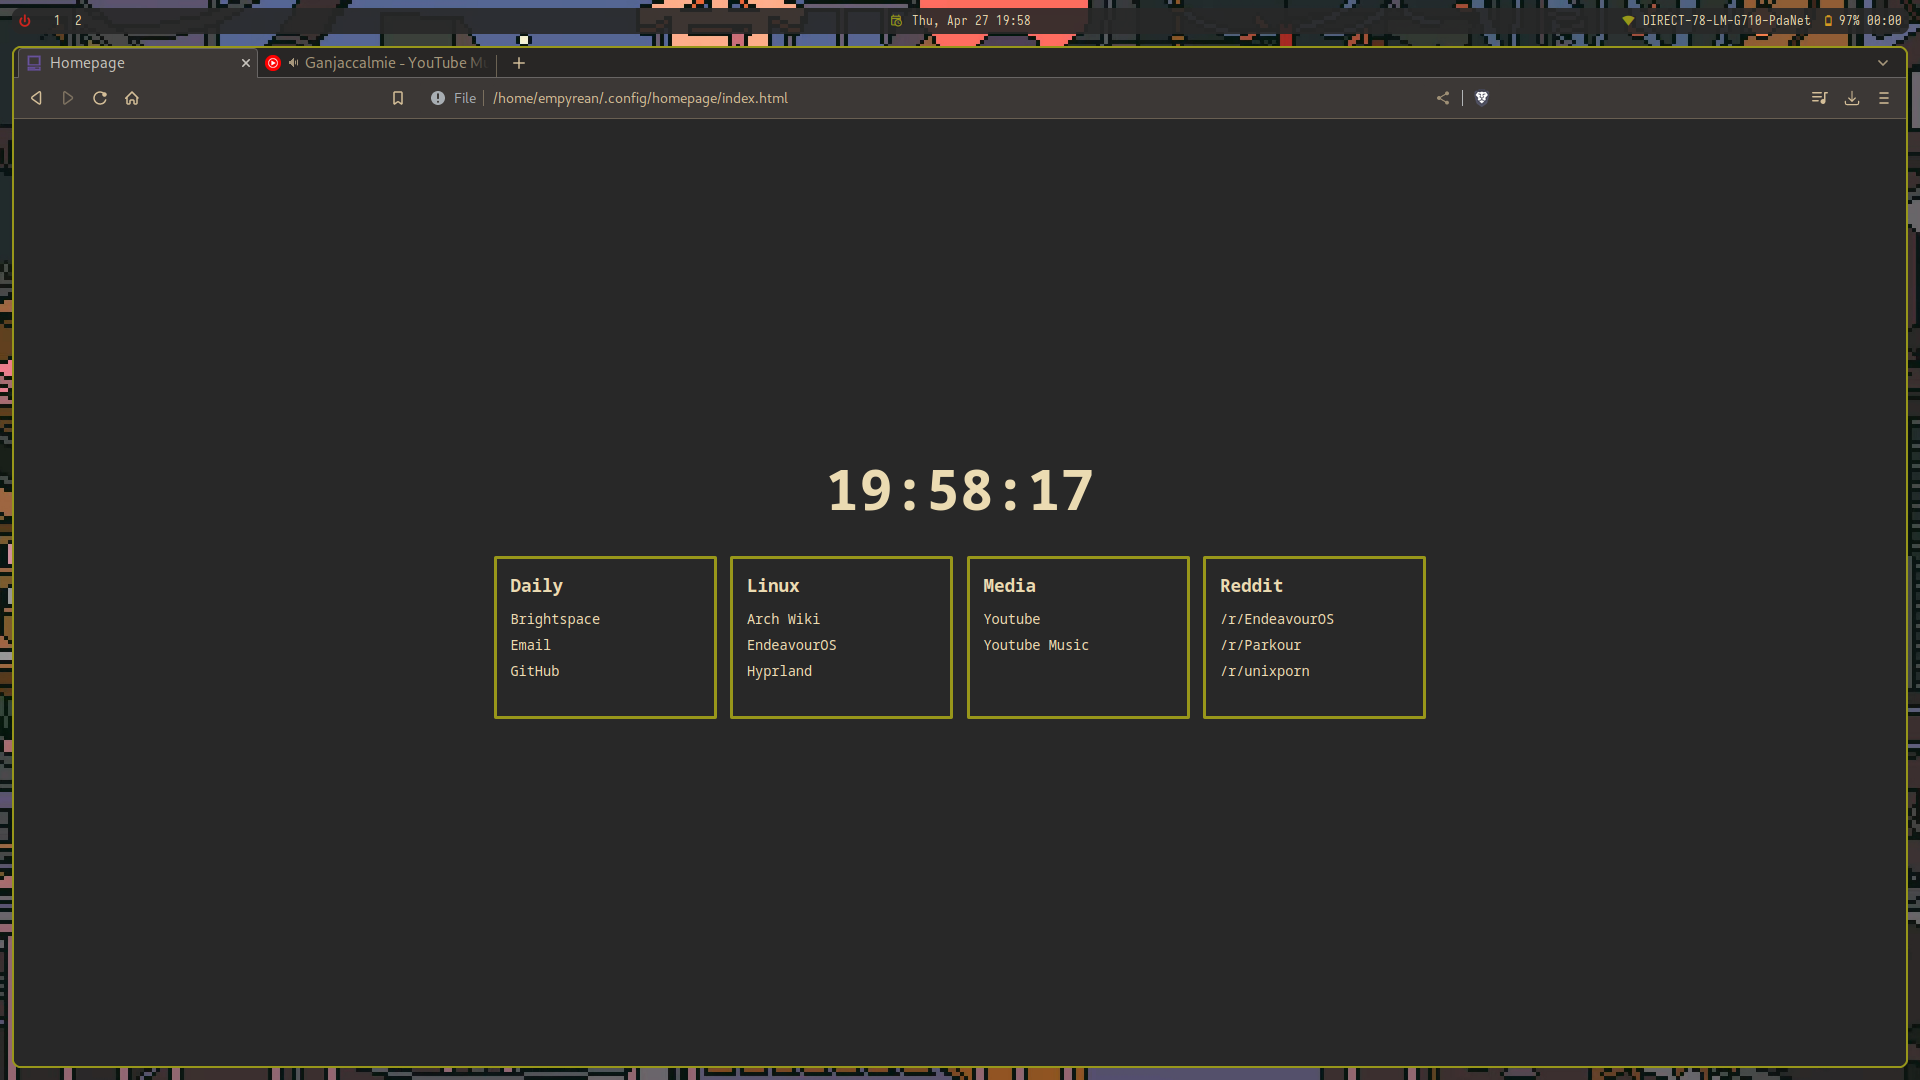 1 2
Thu, Apr 27 19:58
DIRECT-78-LM-G710-PdaNet 97% 00:00
Homepage
Ganjaccalmie - YouTube M
File /home/empyrean/.config/homepage/index.html
19:58:17
Daily
Brightspace
Email
GitHub
Linux
Arch Wiki
EndeavourOS
Hyprland
Media
Youtube
Youtube Music
Reddit
/r/EndeavourOS
/r/Parkour
/r/unixporn